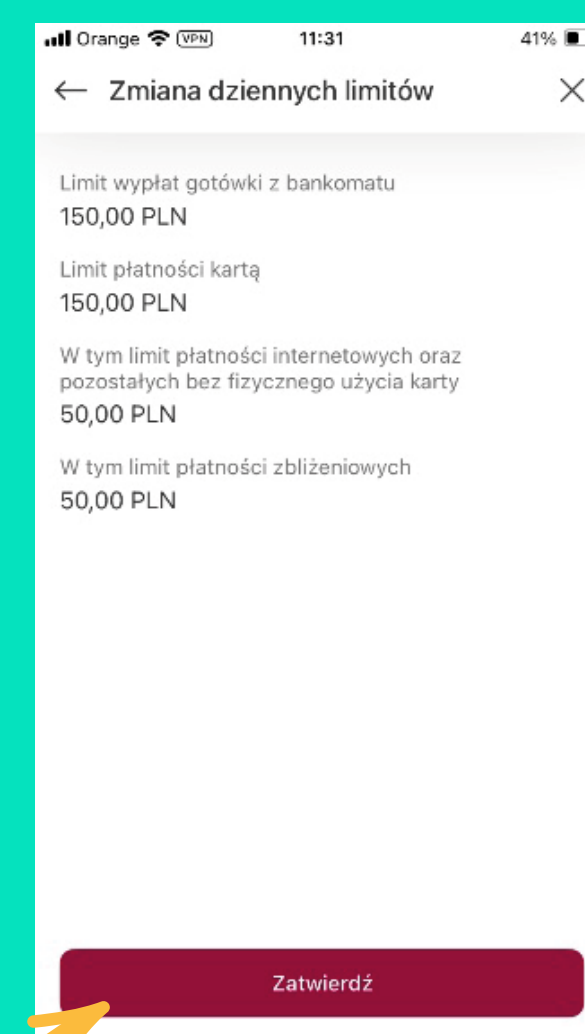 Orange VPN 11:31 41%
Zmiana dziennych limitów
Limit wypłat gotówki z bankomatu
150,00 PLN
Limit płatności kartą
150,00 PLN
W tym limit płatności internetowych oraz
pozostałych bez fizycznego użycia karty
50,00 PLN
W tym limit płatności zbliżeniowych
50,00 PLN
Zatwierdź